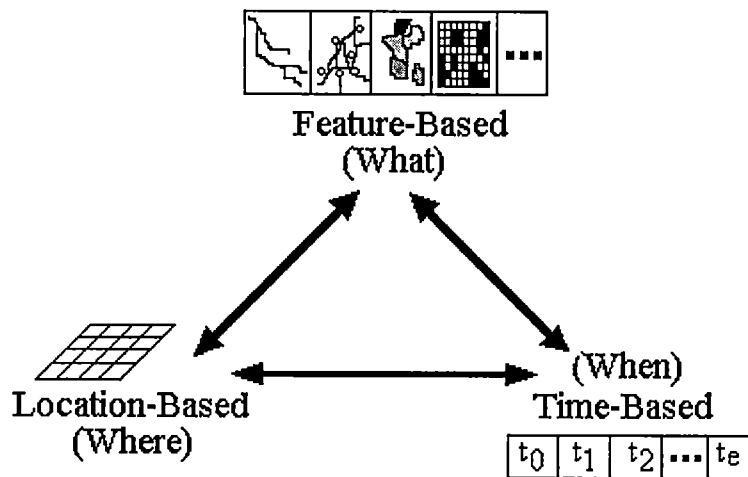 ...
Feature-Based
(What)
Location-Based
(Where)
(When)
Time-Based
t0 t1 t2 ... te